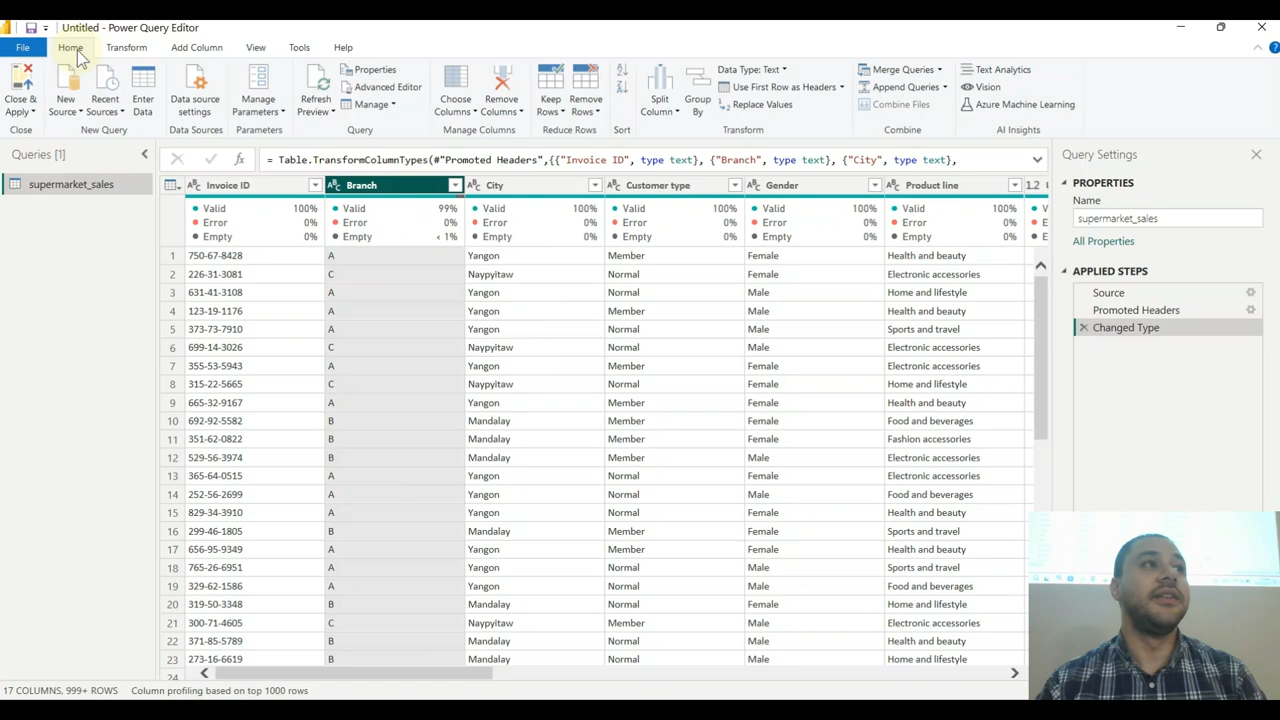 Untitled - Power Query Editor
File Home Transform Add Column View Tools Help
Close & Apply New Source Recent Sources Enter Data Data source settings Manage Parameters Refresh Preview Properties Advanced Editor Manage Choose Columns Remove Columns Keep Rows Remove Rows Split Column Group By Data Type: Text Use First Row as Headers Replace Values Merge Queries Append Queries Combine Files Text Analytics Vision Azure Machine Learning
Close New Query Data Sources Parameters Query Manage Columns Reduce Rows Sort Transform Combine AI Insights
Queries [1]
supermarket_sales
= Table.TransformColumnTypes(#"Promoted Headers",{{"Invoice ID", type text}, {"Branch", type text}, {"City", type text},
Invoice ID Branch City Customer type Gender Product line 1.2
Valid 100% Valid 99% Valid 100% Valid 100% Valid 100% Valid 100% V
Error 0% Error 0% Error 0% Error 0% Error 0% Error 0% E
Empty 0% Empty < 1% Empty 0% Empty 0% Empty 0% Empty 0% E
1 750-67-8428 A Yangon Member Female Health and beauty
2 226-31-3081 C Naypyitaw Normal Female Electronic accessories
3 631-41-3108 A Yangon Normal Male Home and lifestyle
4 123-19-1176 A Yangon Member Male Health and beauty
5 373-73-7910 A Yangon Normal Male Sports and travel
6 699-14-3026 C Naypyitaw Normal Male Electronic accessories
7 355-53-5943 A Yangon Member Female Electronic accessories
8 315-22-5665 C Naypyitaw Normal Female Home and lifestyle
9 665-32-9167 A Yangon Member Female Health and beauty
10 692-92-5582 B Mandalay Member Female Food and beverages
11 351-62-0822 B Mandalay Member Female Fashion accessories
12 529-56-3974 B Mandalay Member Male Electronic accessories
13 365-64-0515 A Yangon Normal Female Electronic accessories
14 252-56-2699 A Yangon Normal Male Food and beverages
15 829-34-3910 A Yangon Normal Female Health and beauty
16 299-46-1805 B Mandalay Member Female Sports and travel
17 656-95-9349 A Yangon Member Female Health and beauty
18 765-26-6951 A Yangon Normal Male Sports and travel
19 329-62-1586 A Yangon Normal Male Food and beverages
20 319-50-3348 B Mandalay Normal Female Home and lifestyle
21 300-71-4605 C Naypyitaw Member Male Electronic accessories
22 371-85-5789 B Mandalay Normal Male Health and beauty
23 273-16-6619 B Mandalay Normal Male Home and lifestyle
24
Query Settings
PROPERTIES
Name
supermarket_sales
All Properties
APPLIED STEPS
Source
Promoted Headers
Changed Type
17 COLUMNS, 999+ ROWS Column profiling based on top 1000 rows